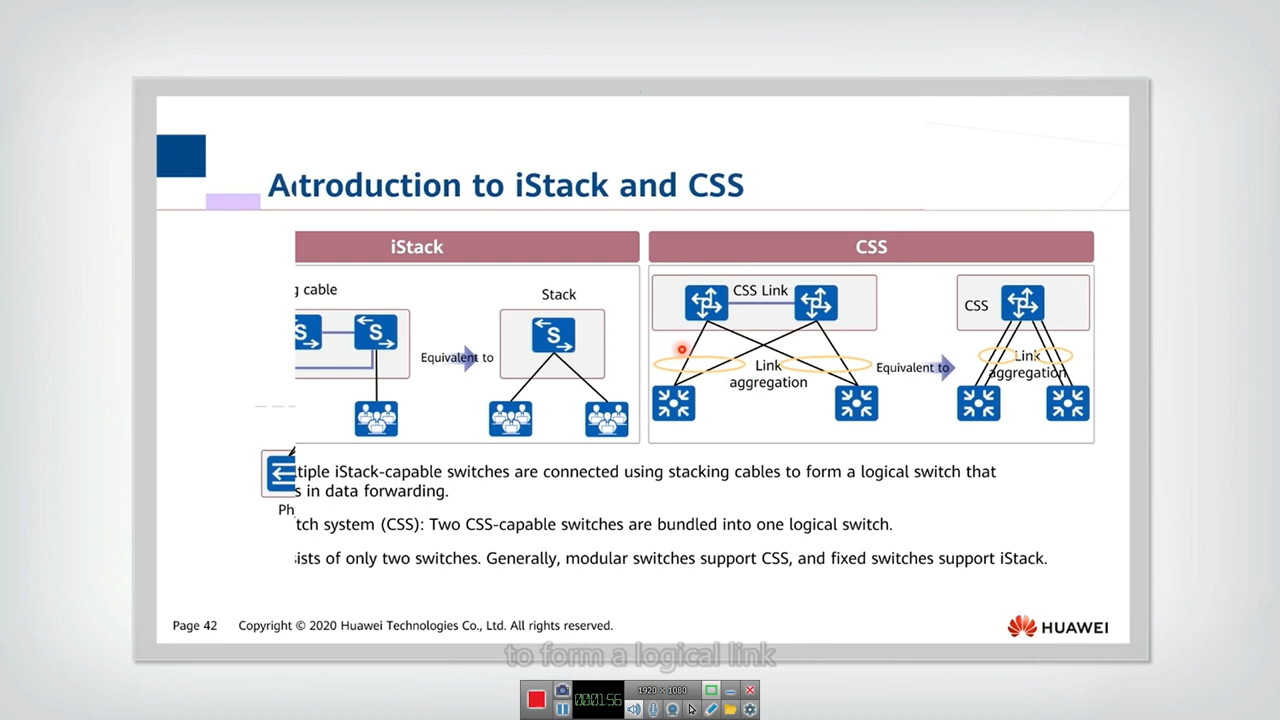 Aıtroduction to iStack and CSS
iStack
CSS
g cable
Stack
S
S
S
Equivalent to
CSS Link
Link
aggregation
Equivalent to
CSS
Link
aggregation
tiple iStack-capable switches are connected using stacking cables to form a logical switch that
s in data forwarding.
Ph
tch system (CSS): Two CSS-capable switches are bundled into one logical switch.
sists of only two switches. Generally, modular switches support CSS, and fixed switches support iStack.
Page 42 Copyright © 2020 Huawei Technologies Co., Ltd. All rights reserved.
HUAWEI
to form a logical link
1920 × 1080
000:1:56